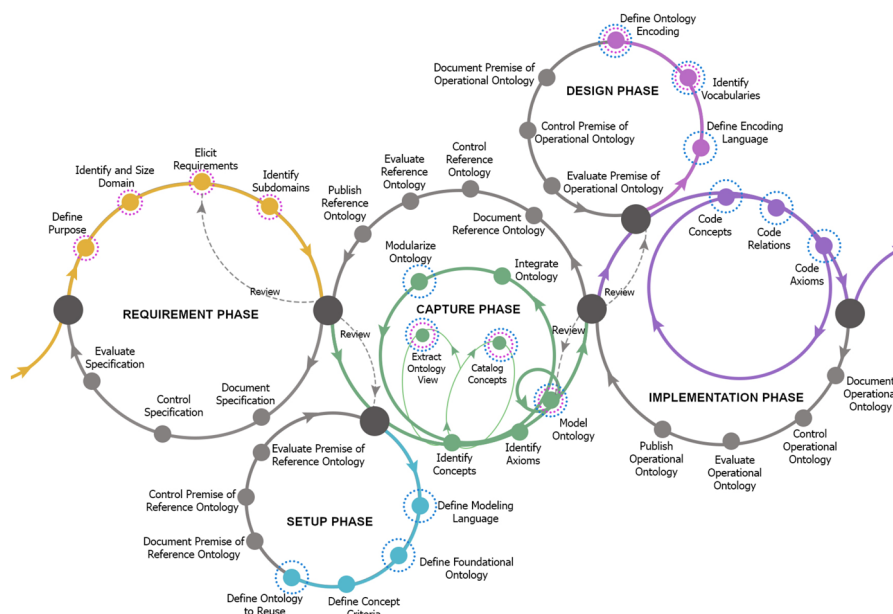 Define Ontology
Encoding
Document Premise of
Operational Ontology
DESIGN PHASE
Identify
Vocabularies
Control Premise of
Operational Ontology
Define Encoding
Language
Evaluate Premise of
Operational Ontology
Elicit
Requirements
Identify and Size
Domain
Identify
Subdomains
Define
Purpose
Control
Reference
Ontology
Evaluate
Reference
Ontology
Publish
Reference
Ontology
Document
Reference Ontology
Modularize
Ontology
Integrate
Ontology
Code
Concepts
Code
Relations
Code
Axioms
Review
Review
Review
Review
REQUIREMENT PHASE
CAPTURE PHASE
Extract
Ontology
View
Catalog
Concepts
Model
Ontology
Identify
Axioms
Identify
Concepts
IMPLEMENTATION PHASE
Evaluate
Specification
Control
Specification
Document
Specification
Document
Operational
Ontology
Control
Operational
Ontology
Evaluate
Operational
Ontology
Publish
Operational
Ontology
Evaluate Premise of
Reference Ontology
Control Premise of
Reference Ontology
Document Premise of
Reference Ontology
SETUP PHASE
Define Modeling
Language
Define Foundational
Ontology
Define Ontology
to Reuse
Define Concept
Criteria